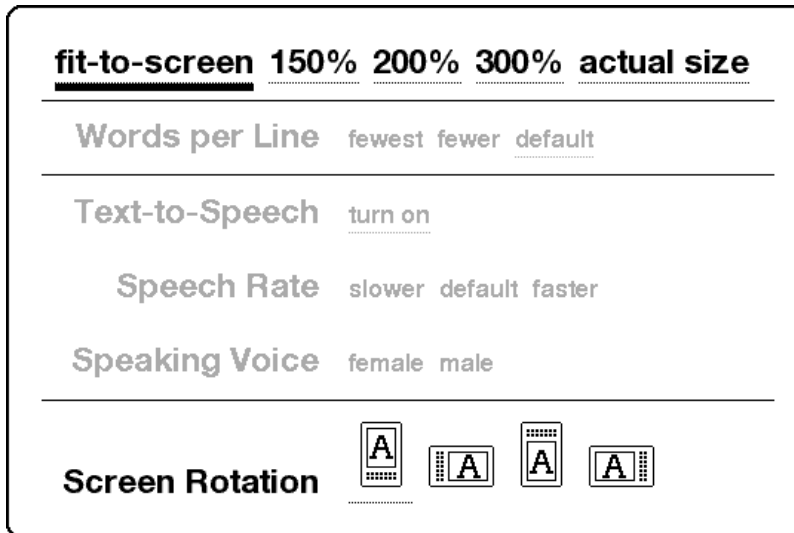 fit-to-screen 150% 200% 300% actual size
Words per Line fewest fewer default
Text-to-Speech turn on
Speech Rate slower default faster
Speaking Voice female male
A A A A
Screen Rotation